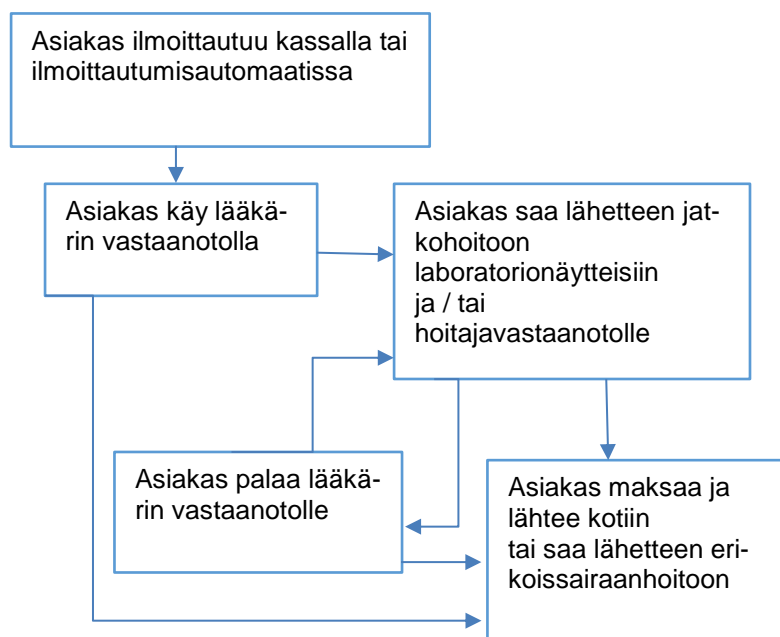 Asiakas ilmoittautuu kassalla tai
ilmoittautumisautomaatissa
Asiakas käy lääkä-
rin vastaanotolla
Asiakas saa lähetteen jat-
kohoitoon
laboratorionäytteisiin
ja / tai
hoitajavastaanotolle
Asiakas palaa lääkä-
rin vastaanotolle
Asiakas maksaa ja
lähtee kotiin
tai saa lähetteen eri-
koissairaanhoitoon